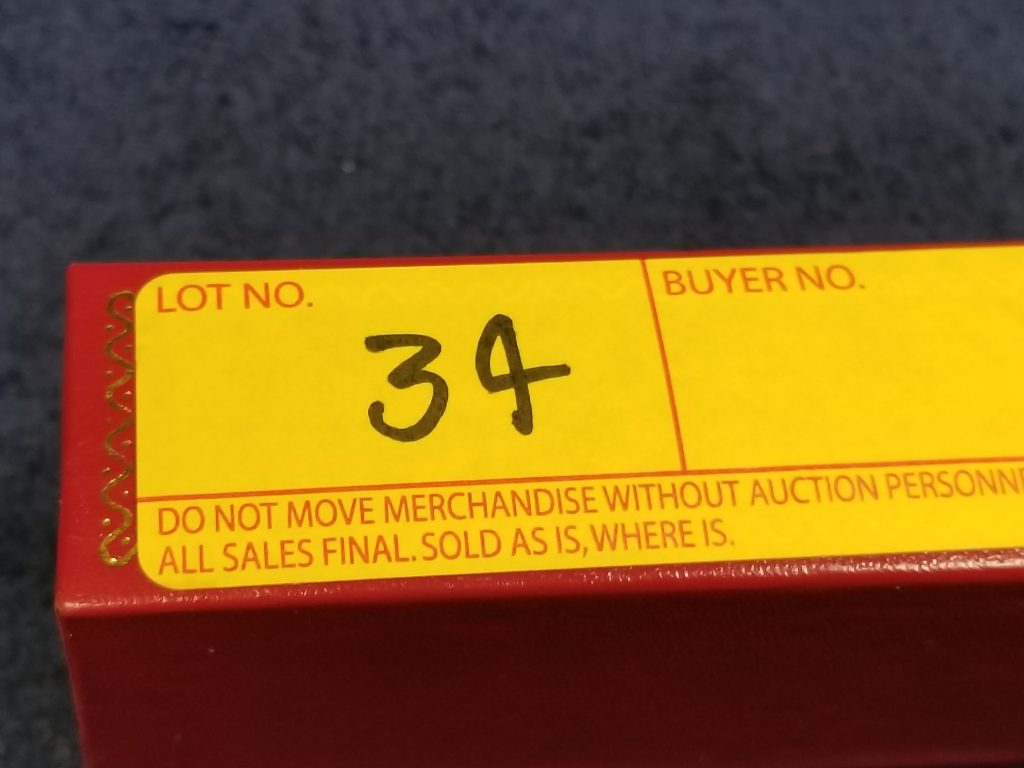 LOT NO. BUYER NO.
34
DO NOT MOVE MERCHANDISE WITHOUT AUCTION PERSONNE
ALL SALES FINAL. SOLD AS IS, WHERE IS.